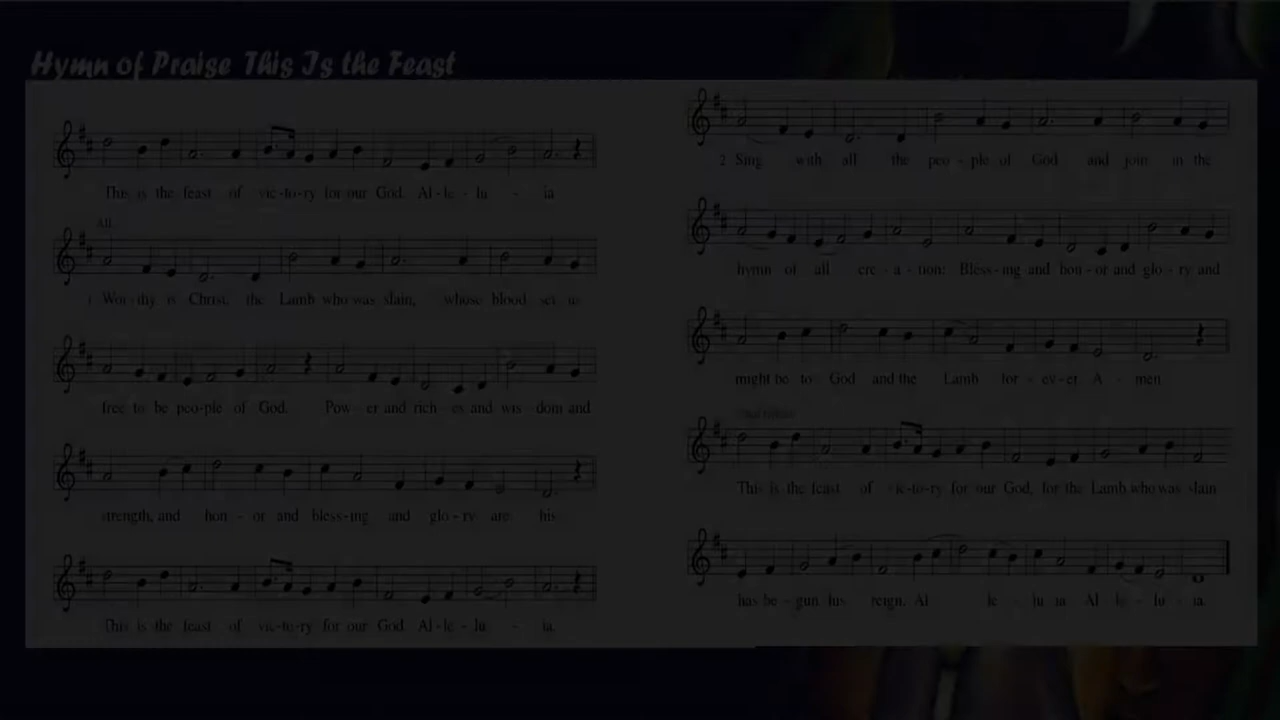 Hymn of Praise This Is the Feast
This is the feast of vic-to-ry for our God. Al-le-lu - ia
All
1 Wor-thy is Christ, the Lamb who was slain, whose blood set us
free to be peo-ple of God. Pow-er and rich-es and wis-dom and
strength, and hon-or and bless-ing and glo-ry are his
This is the feast of vic-to-ry for our God. Al-le-lu - ia.
2 Sing with all the peo-ple of God and join in the
hymn of all cre-a-tion: Bless-ing and hon-or and glo-ry and
might be to God and the Lamb for-ev-er A-men
This is the feast of vic-to-ry for our God, for the Lamb who was slain
has be-gun his reign. Al le-lu ia Al le-lu-ia.